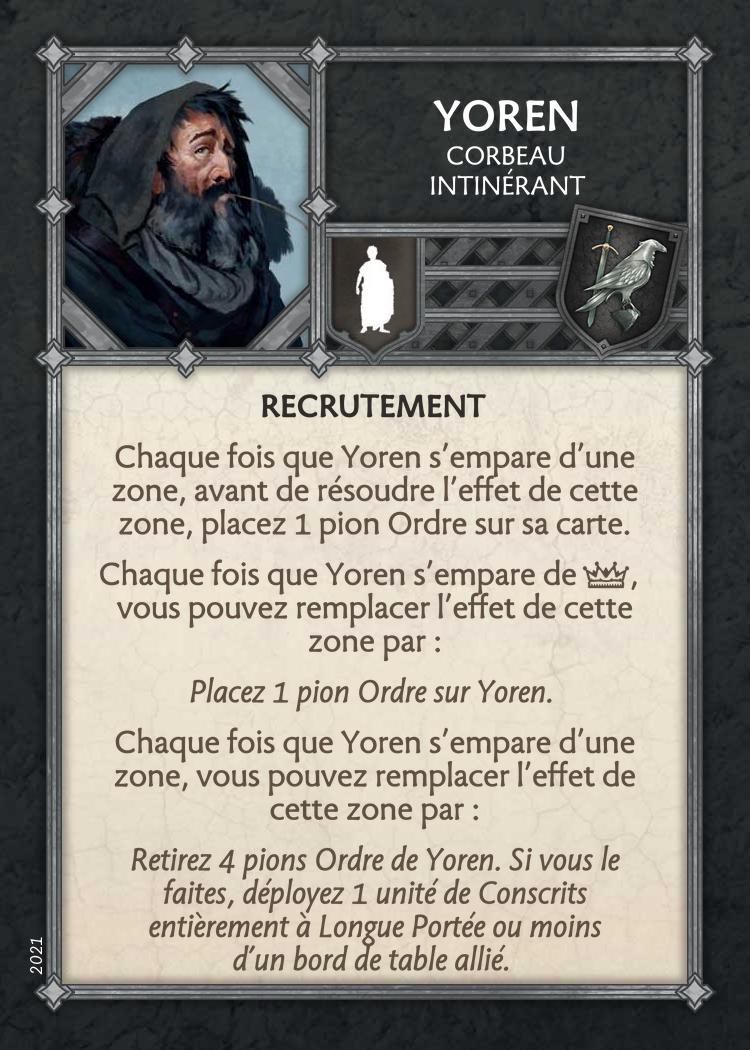 YOREN
CORBEAU
INTINÉRANT
RECRUTEMENT
Chaque fois que Yoren s’empare d’une
zone, avant de résoudre l’effet de cette
zone, placez 1 pion Ordre sur sa carte.
Chaque fois que Yoren s’empare de ,
vous pouvez remplacer l’effet de cette
zone par :
Placez 1 pion Ordre sur Yoren.
Chaque fois que Yoren s’empare d’une
zone, vous pouvez remplacer l’effet de
cette zone par :
Retirez 4 pions Ordre de Yoren. Si vous le
faites, déployez 1 unité de Conscrits
entièrement à Longue Portée ou moins
d’un bord de table allié.
2021